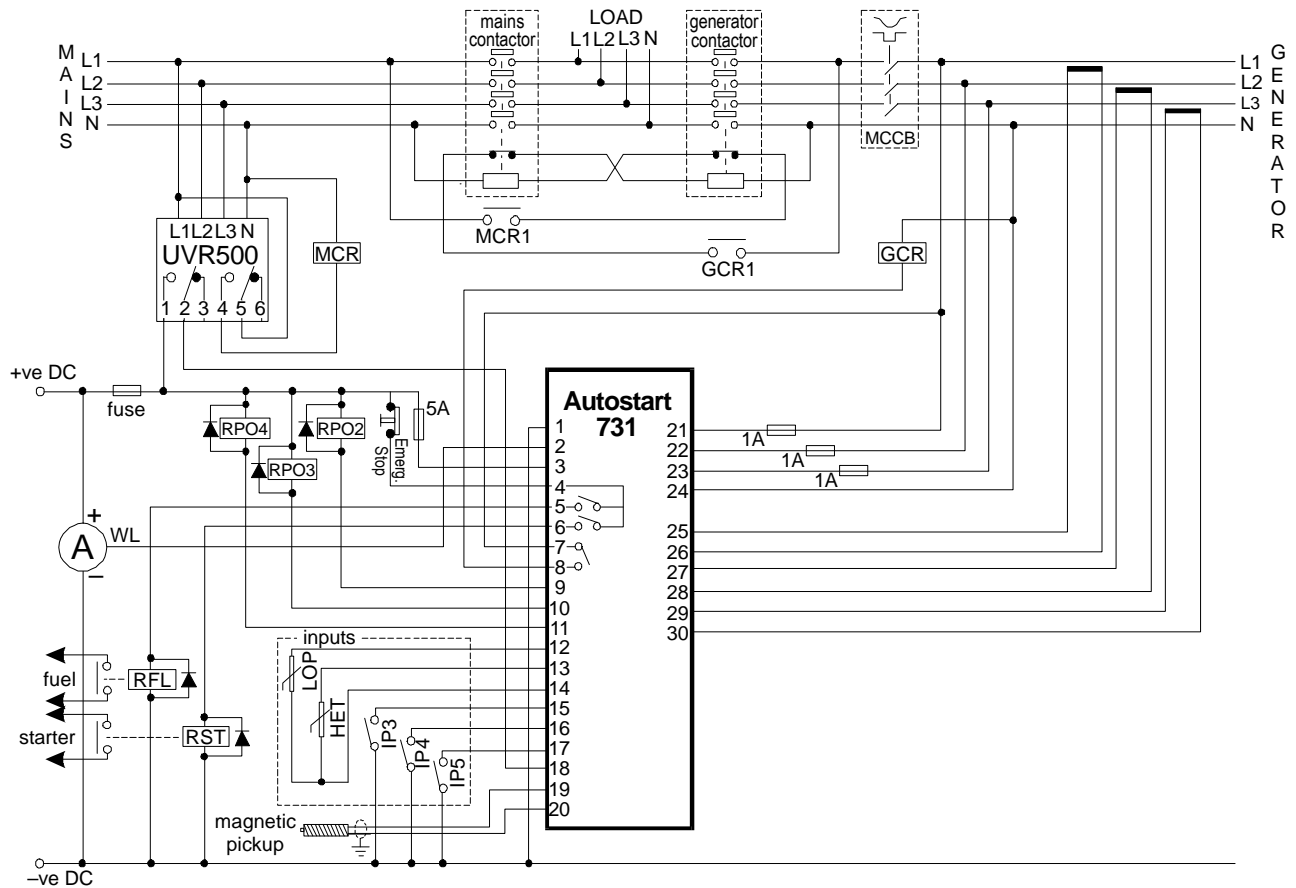 mains contactor
LOAD
L1 L2 L3 N
generator contactor
MAINS
L1
L2
L3
N
MCCB
L1
L2
L3
N
GENERATOR
MCR1
GCR1
L1 L2 L3 N
UVR500
1 2 3 4 5 6
MCR
GCR
+ve DC
fuse
RPO4
RPO3
RPO2
Emerg. Stop
5A
Autostart
731
1
2
3
4
5
6
7
8
9
10
11
12
13
14
15
16
17
18
19
20
21
22
23
24
25
26
27
28
29
30
1A
1A
1A
+
A
–
WL
inputs
LOP
HET
IP3
IP4
IP5
fuel
RFL
starter
RST
magnetic pickup
–ve DC